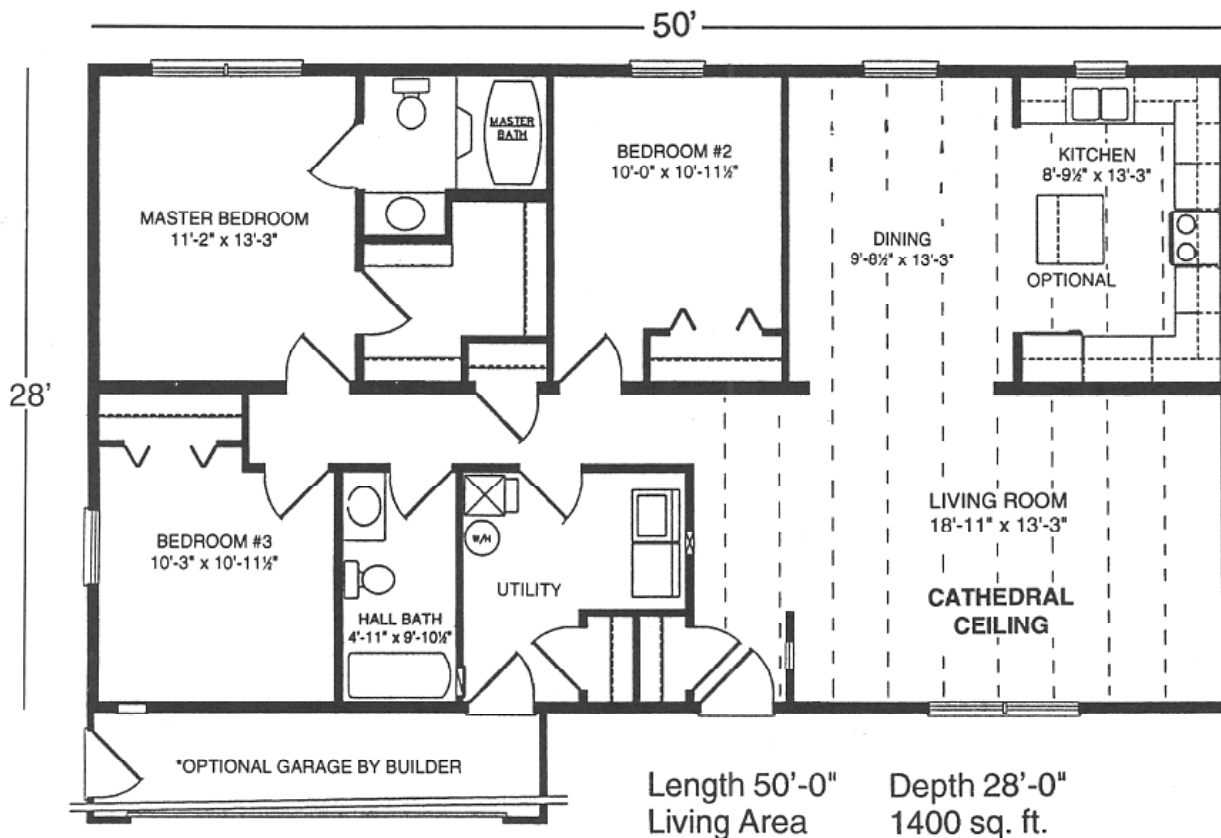 50'
28'
MASTER
BATH
BEDROOM #2
10'-0" x 10'-11½"
KITCHEN
8'-9½" x 13'-3"
MASTER BEDROOM
11'-2" x 13'-3"
DINING
9'-8½" x 13'-3"
OPTIONAL
LIVING ROOM
18'-11" x 13'-3"
BEDROOM #3
10'-3" x 10'-11½"
W/H
UTILITY
CATHEDRAL
CEILING
HALL BATH
4'-11" x 9'-10½"
*OPTIONAL GARAGE BY BUILDER
Length 50'-0" Depth 28'-0"
Living Area 1400 sq. ft.